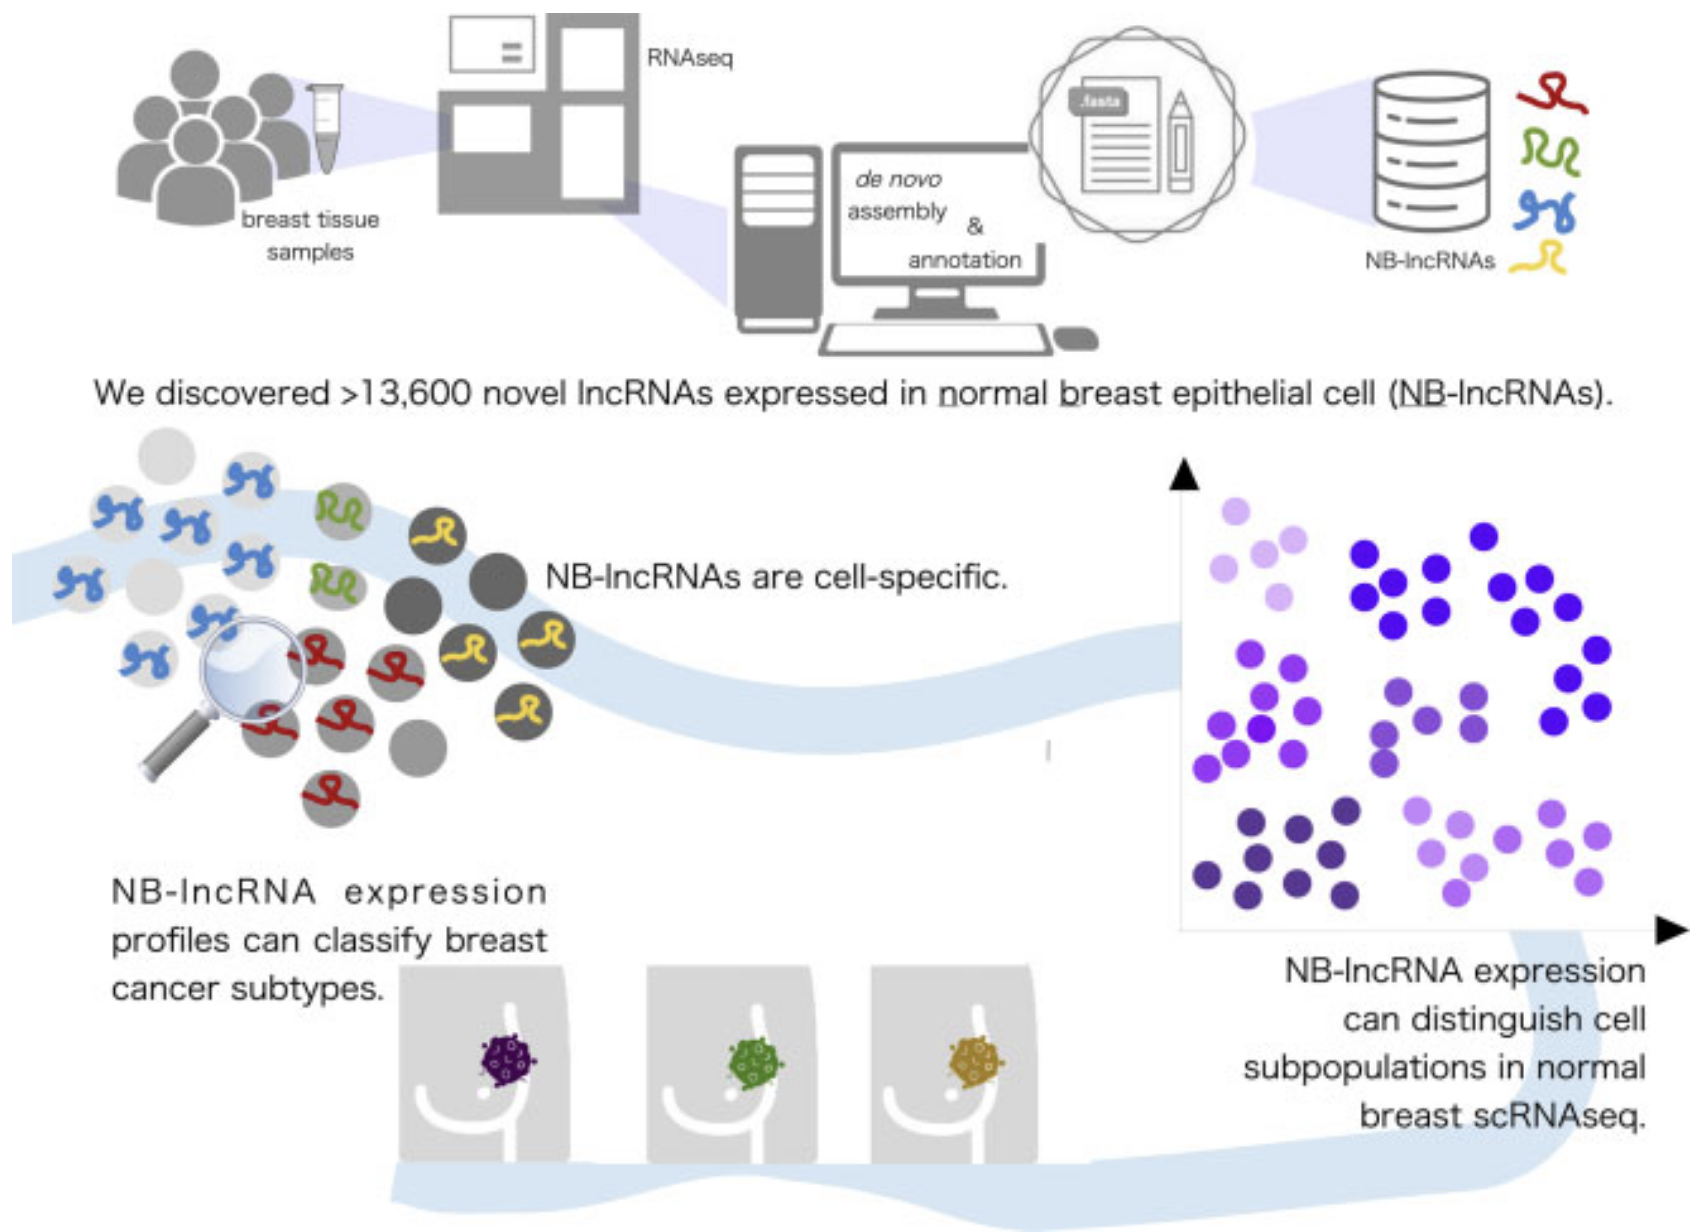 RNAseq
breast tissue
samples
de novo
assembly
&
annotation
.fasta
NB-lncRNAs
We discovered >13,600 novel lncRNAs expressed in normal breast epithelial cell (NB-lncRNAs).
NB-lncRNAs are cell-specific.
NB-lncRNA expression
profiles can classify breast
cancer subtypes.
NB-lncRNA expression
can distinguish cell
subpopulations in normal
breast scRNAseq.